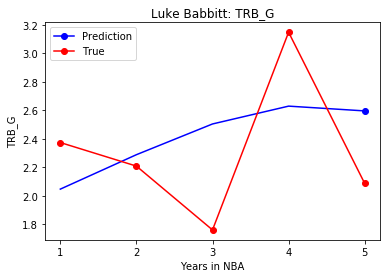 Luke Babbitt: TRB_G
Prediction
True
3.2
3.0
2.8
2.6
2.4
2.2
2.0
1.8
TRB_G
1 2 3 4 5
Years in NBA